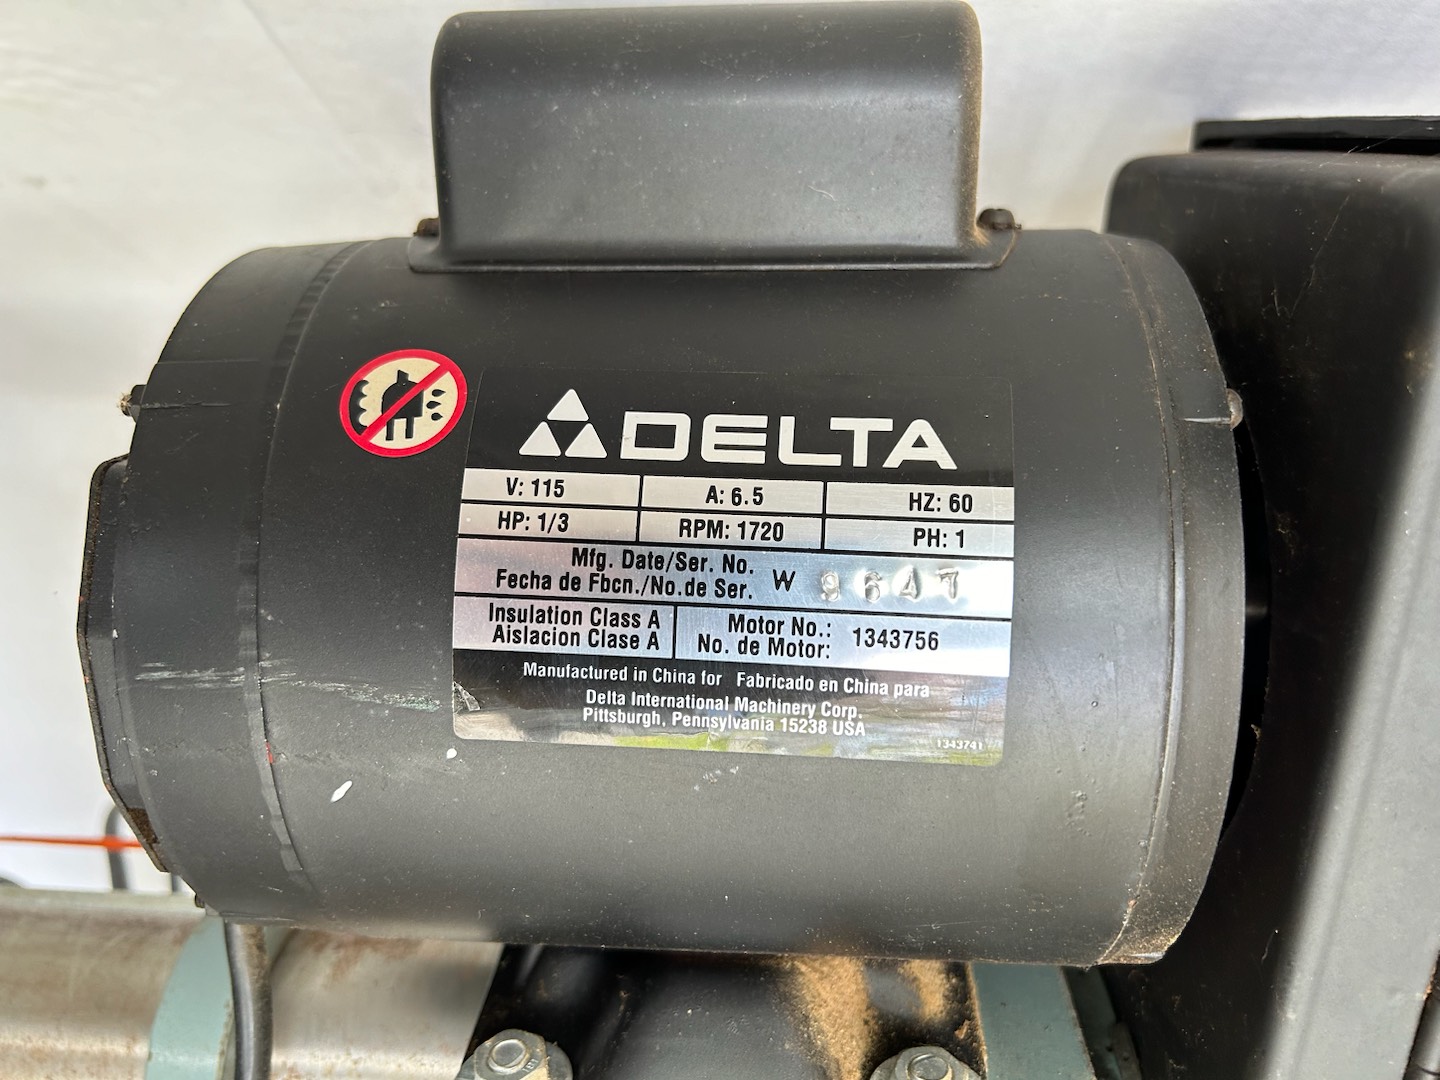 DELTA
V: 115 A: 6.5 HZ: 60
HP: 1/3 RPM: 1720 PH: 1
Mfg. Date/Ser. No.
Fecha de Fbcn./No.de Ser. W 9647
Insulation Class A
Aislacion Clase A
Motor No.: 1343756
No. de Motor:
Manufactured in China for Fabricado en China para
Delta International Machinery Corp.
Pittsburgh, Pennsylvania 15238 USA
1343741